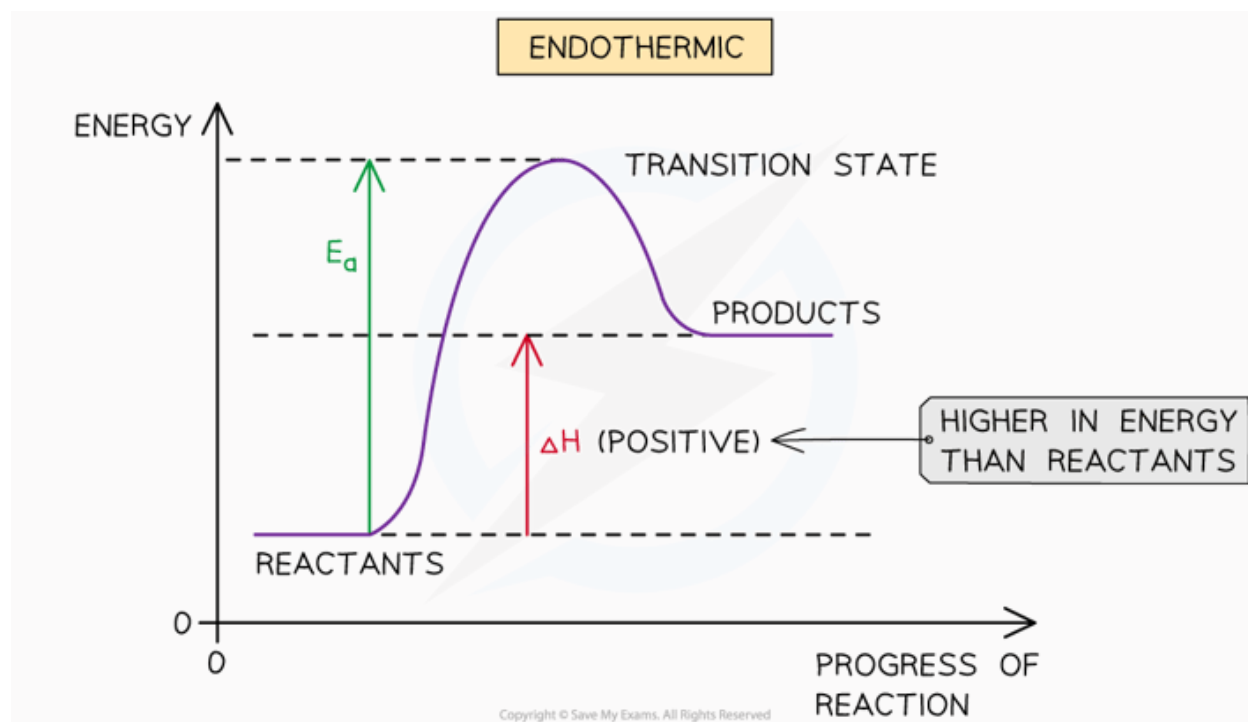 ENDOTHERMIC
ENERGY
TRANSITION STATE
Ea
PRODUCTS
ΔH (POSITIVE)
HIGHER IN ENERGY
THAN REACTANTS
REACTANTS
0
0
PROGRESS OF
REACTION
Copyright © Save My Exams. All Rights Reserved